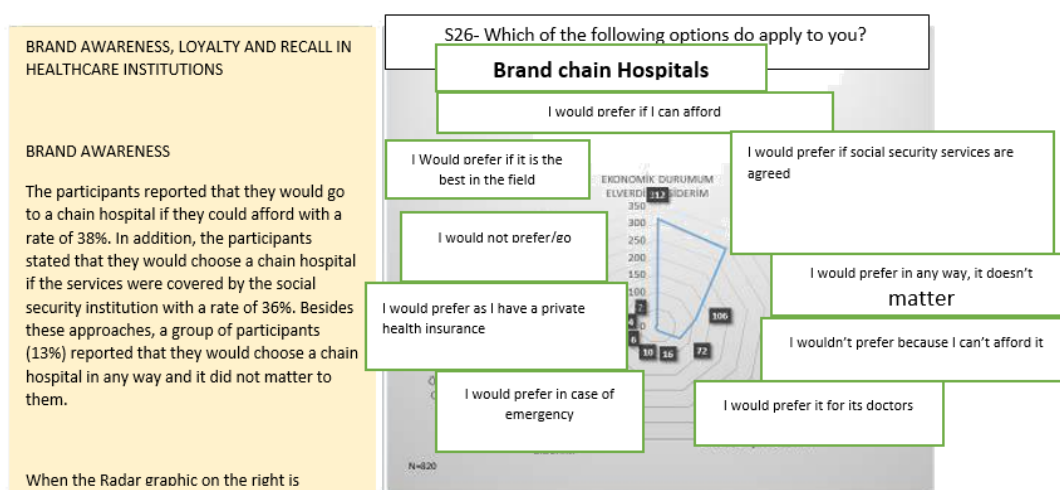 BRAND AWARENESS, LOYALTY AND RECALL IN
HEALTHCARE INSTITUTIONS
BRAND AWARENESS
The participants reported that they would go
to a chain hospital if they could afford with a
rate of 38%. In addition, the participants
stated that they would choose a chain hospital
if the services were covered by the social
security institution with a rate of 36%. Besides
these approaches, a group of participants
(13%) reported that they would choose a chain
hospital in any way and it did not matter to
them.
When the Radar graphic on the right is
S26- Which of the following options do apply to you?
Brand chain Hospitals
I would prefer if I can afford
I Would prefer if it is the
best in the field
I would prefer if social security services are
agreed
EKONOMİK DURUMUM
312
350
300
250
200
150
100
0
I would not prefer/go
I would prefer in any way, it doesn't
matter
I would prefer as I have a private
health insurance
2
6
10
16
72
106
I wouldn't prefer because I can't afford it
I would prefer in case of
emergency
I would prefer it for its doctors
N=820